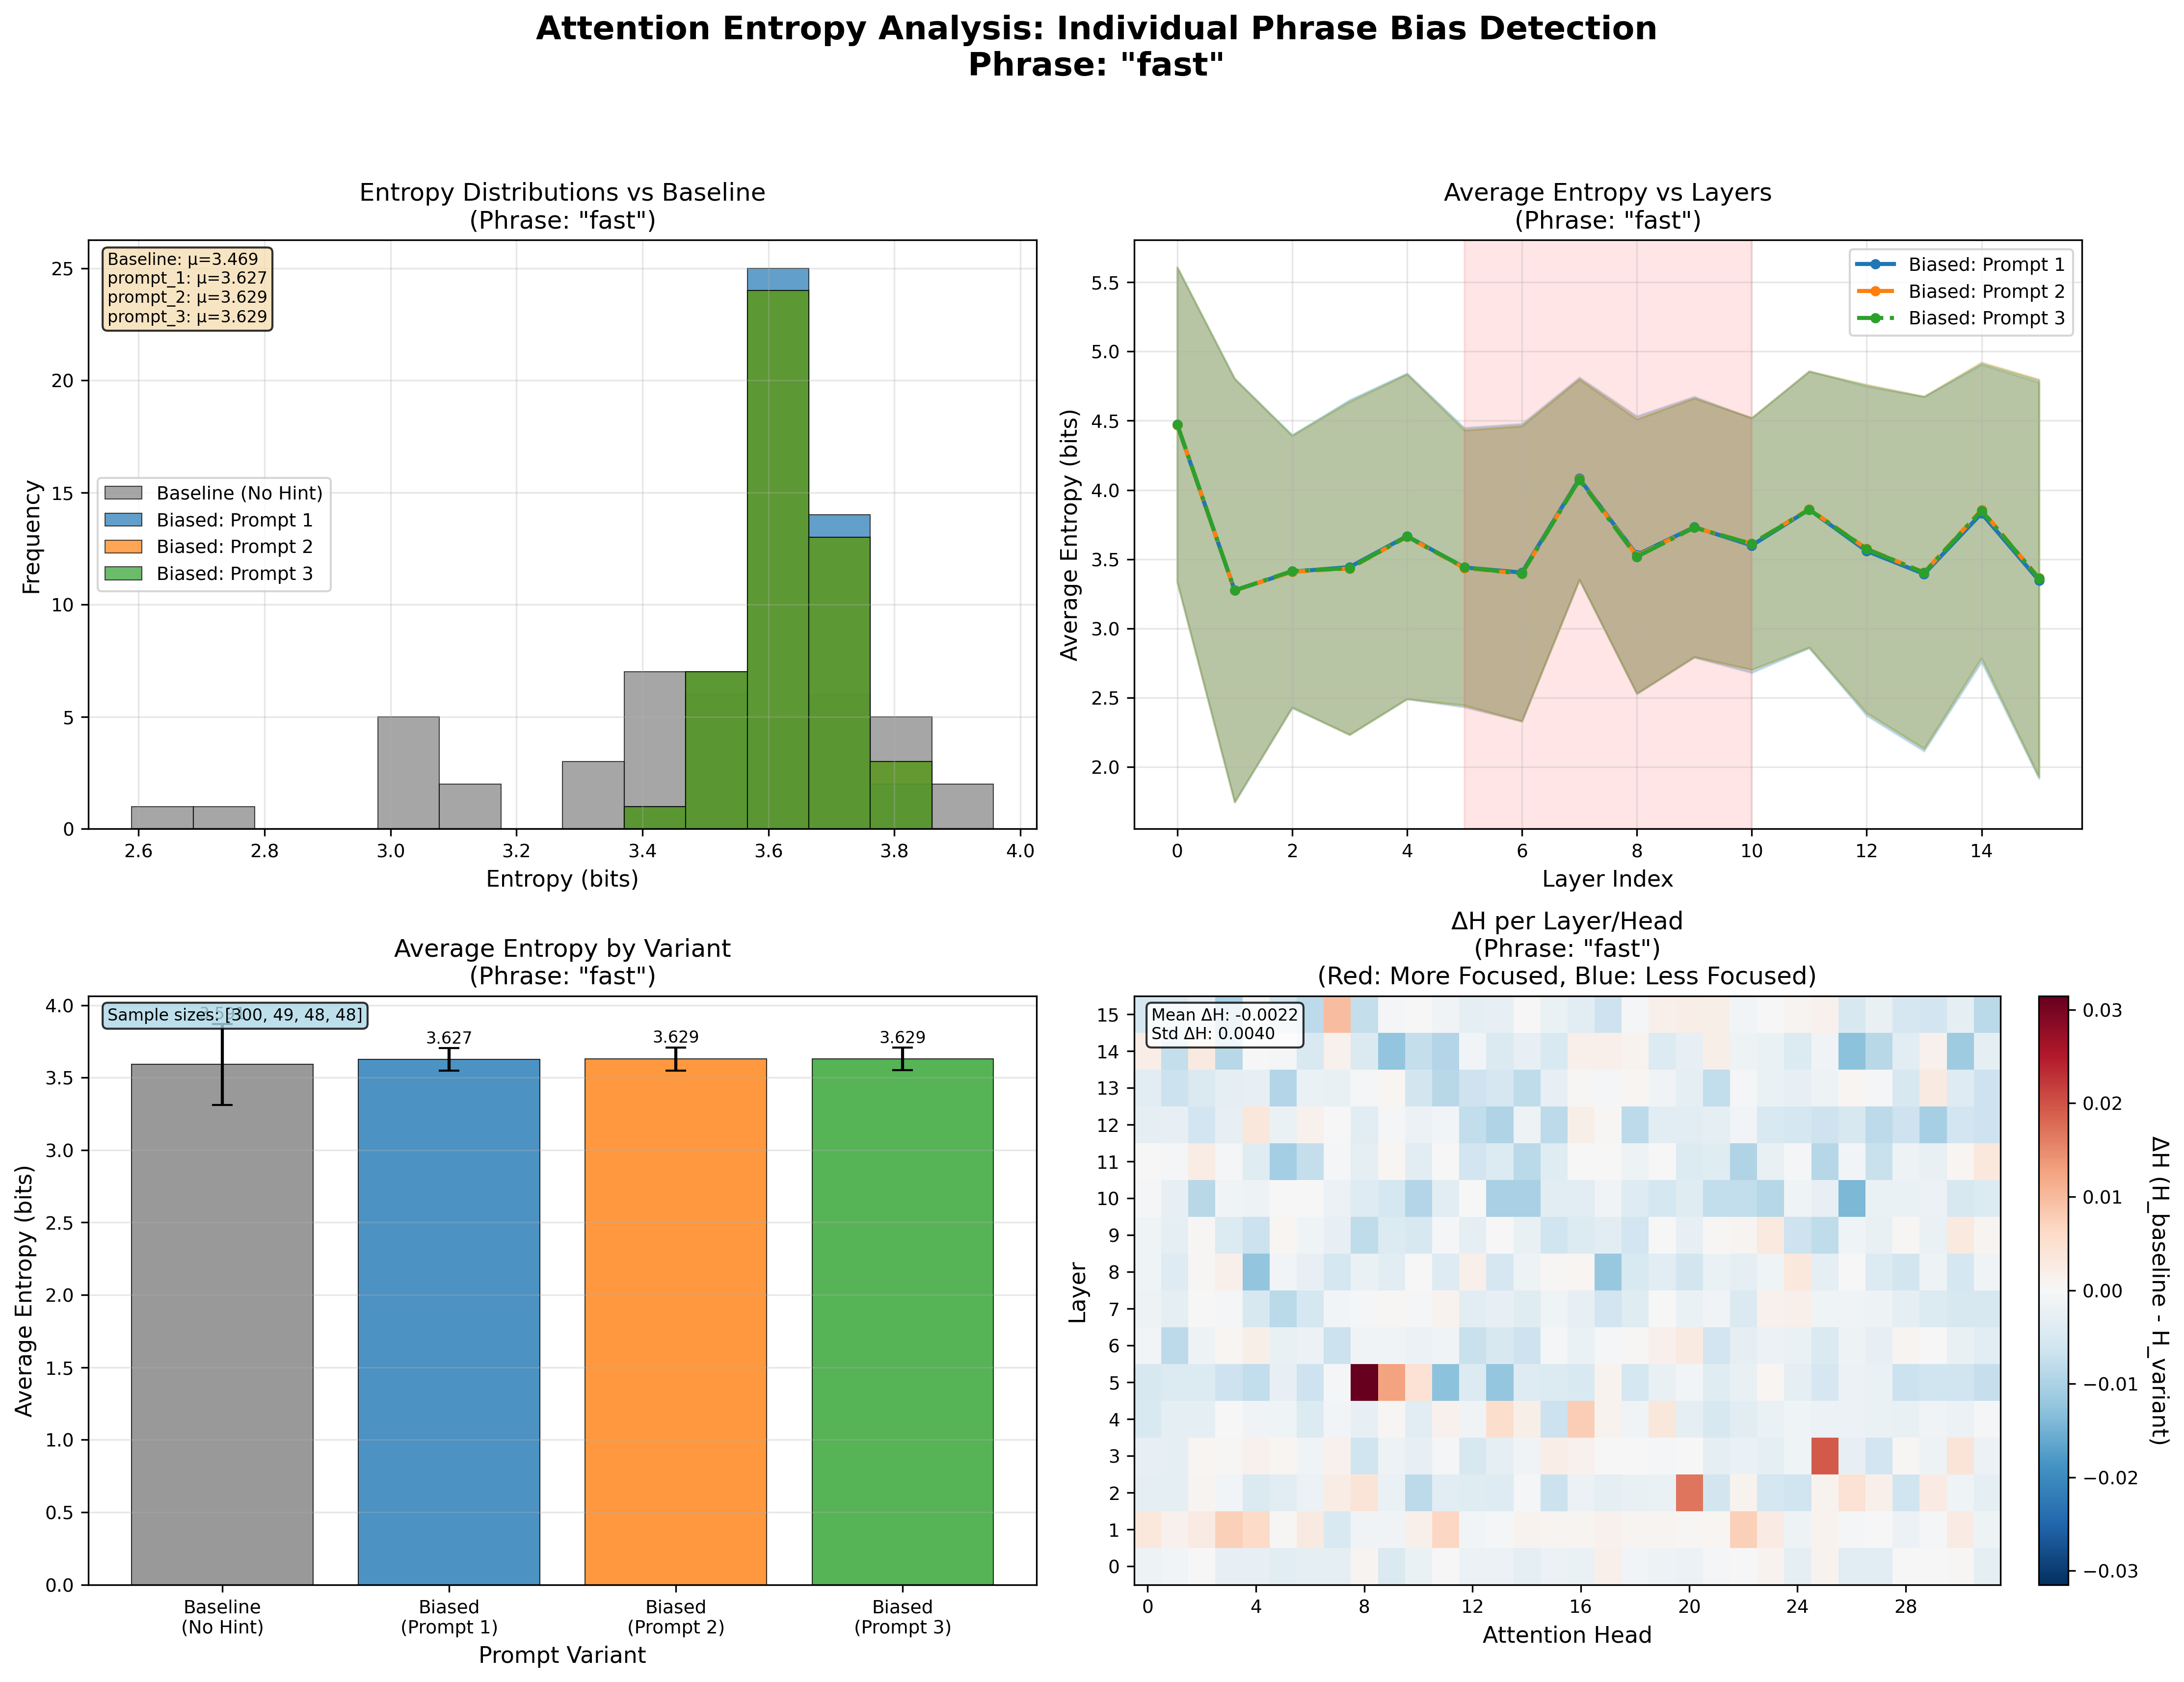 Attention Entropy Analysis: Individual Phrase Bias Detection
Phrase: "fast"
Entropy Distributions vs Baseline
(Phrase: "fast")
Baseline: μ=3.469
prompt_1: μ=3.627
prompt_2: μ=3.629
prompt_3: μ=3.629
Baseline (No Hint)
Biased: Prompt 1
Biased: Prompt 2
Biased: Prompt 3
Frequency
25
20
15
10
5
0
2.6
2.8
3.0
3.2
3.4
3.6
3.8
4.0
Entropy (bits)
Average Entropy vs Layers
(Phrase: "fast")
Biased: Prompt 1
Biased: Prompt 2
Biased: Prompt 3
Average Entropy (bits)
5.5
5.0
4.5
4.0
3.5
3.0
2.5
2.0
0
2
4
6
8
10
12
14
Layer Index
Average Entropy by Variant
(Phrase: "fast")
Sample sizes: [300, 49, 48, 48]
3.627
3.629
3.629
Average Entropy (bits)
4.0
3.5
3.0
2.5
2.0
1.5
1.0
0.5
0.0
Baseline
(No Hint)
Biased
(Prompt 1)
Biased
(Prompt 2)
Biased
(Prompt 3)
Prompt Variant
ΔH per Layer/Head
(Phrase: "fast")
(Red: More Focused, Blue: Less Focused)
Mean ΔH: -0.0022
Std ΔH: 0.0040
Layer
15
14
13
12
11
10
9
8
7
6
5
4
3
2
1
0
0
4
8
12
16
20
24
28
Attention Head
0.03
0.02
0.01
0.00
−0.01
−0.02
−0.03
ΔH (H_baseline - H_variant)